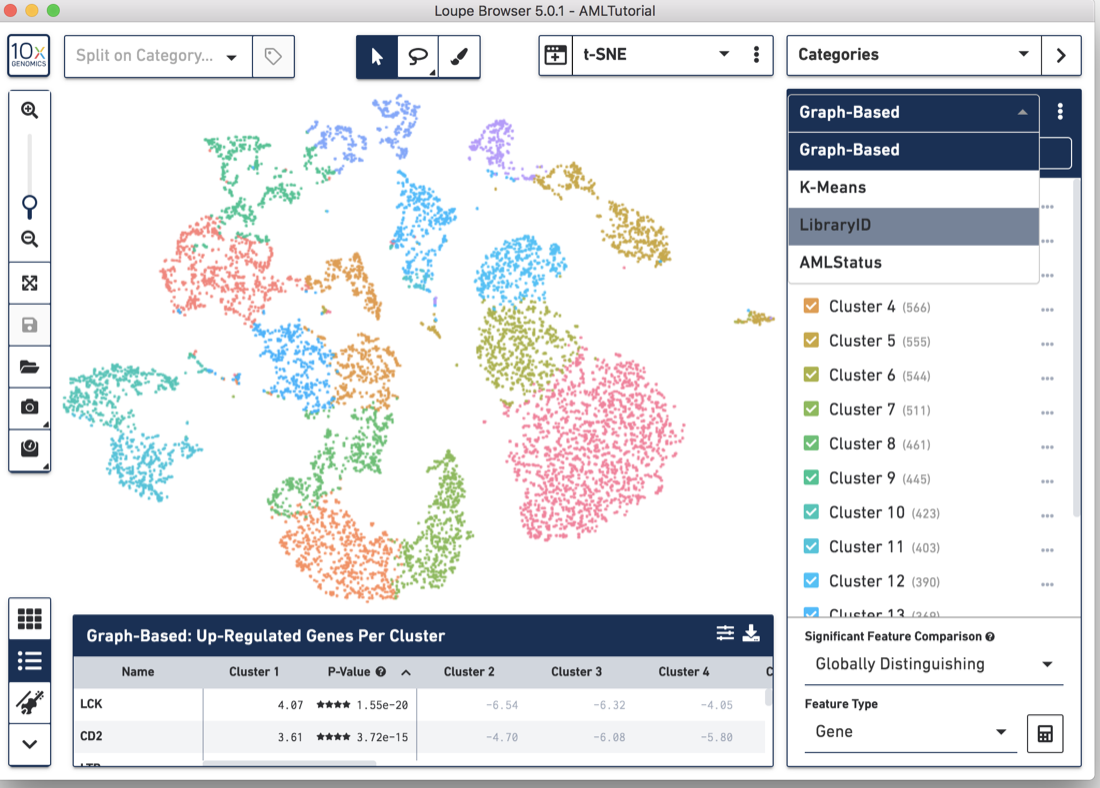 Loupe Browser 5.0.1 - AMLTutorial
10x
GENOMICS
Split on Category...
t-SNE
Categories
Graph-Based
Graph-Based
K-Means
LibraryID
AMLStatus
Cluster 4 (566)
Cluster 5 (555)
Cluster 6 (544)
Cluster 7 (511)
Cluster 8 (461)
Cluster 9 (445)
Cluster 10 (423)
Cluster 11 (403)
Cluster 12 (390)
Cluster 13
Significant Feature Comparison
Globally Distinguishing
Feature Type
Gene
Graph-Based: Up-Regulated Genes Per Cluster
Name Cluster 1 P-Value Cluster 2 Cluster 3 Cluster 4 C
LCK 4.07 **** 1.55e-20 -6.54 -6.32 -4.05
CD2 3.61 **** 3.72e-15 -4.70 -6.08 -5.80